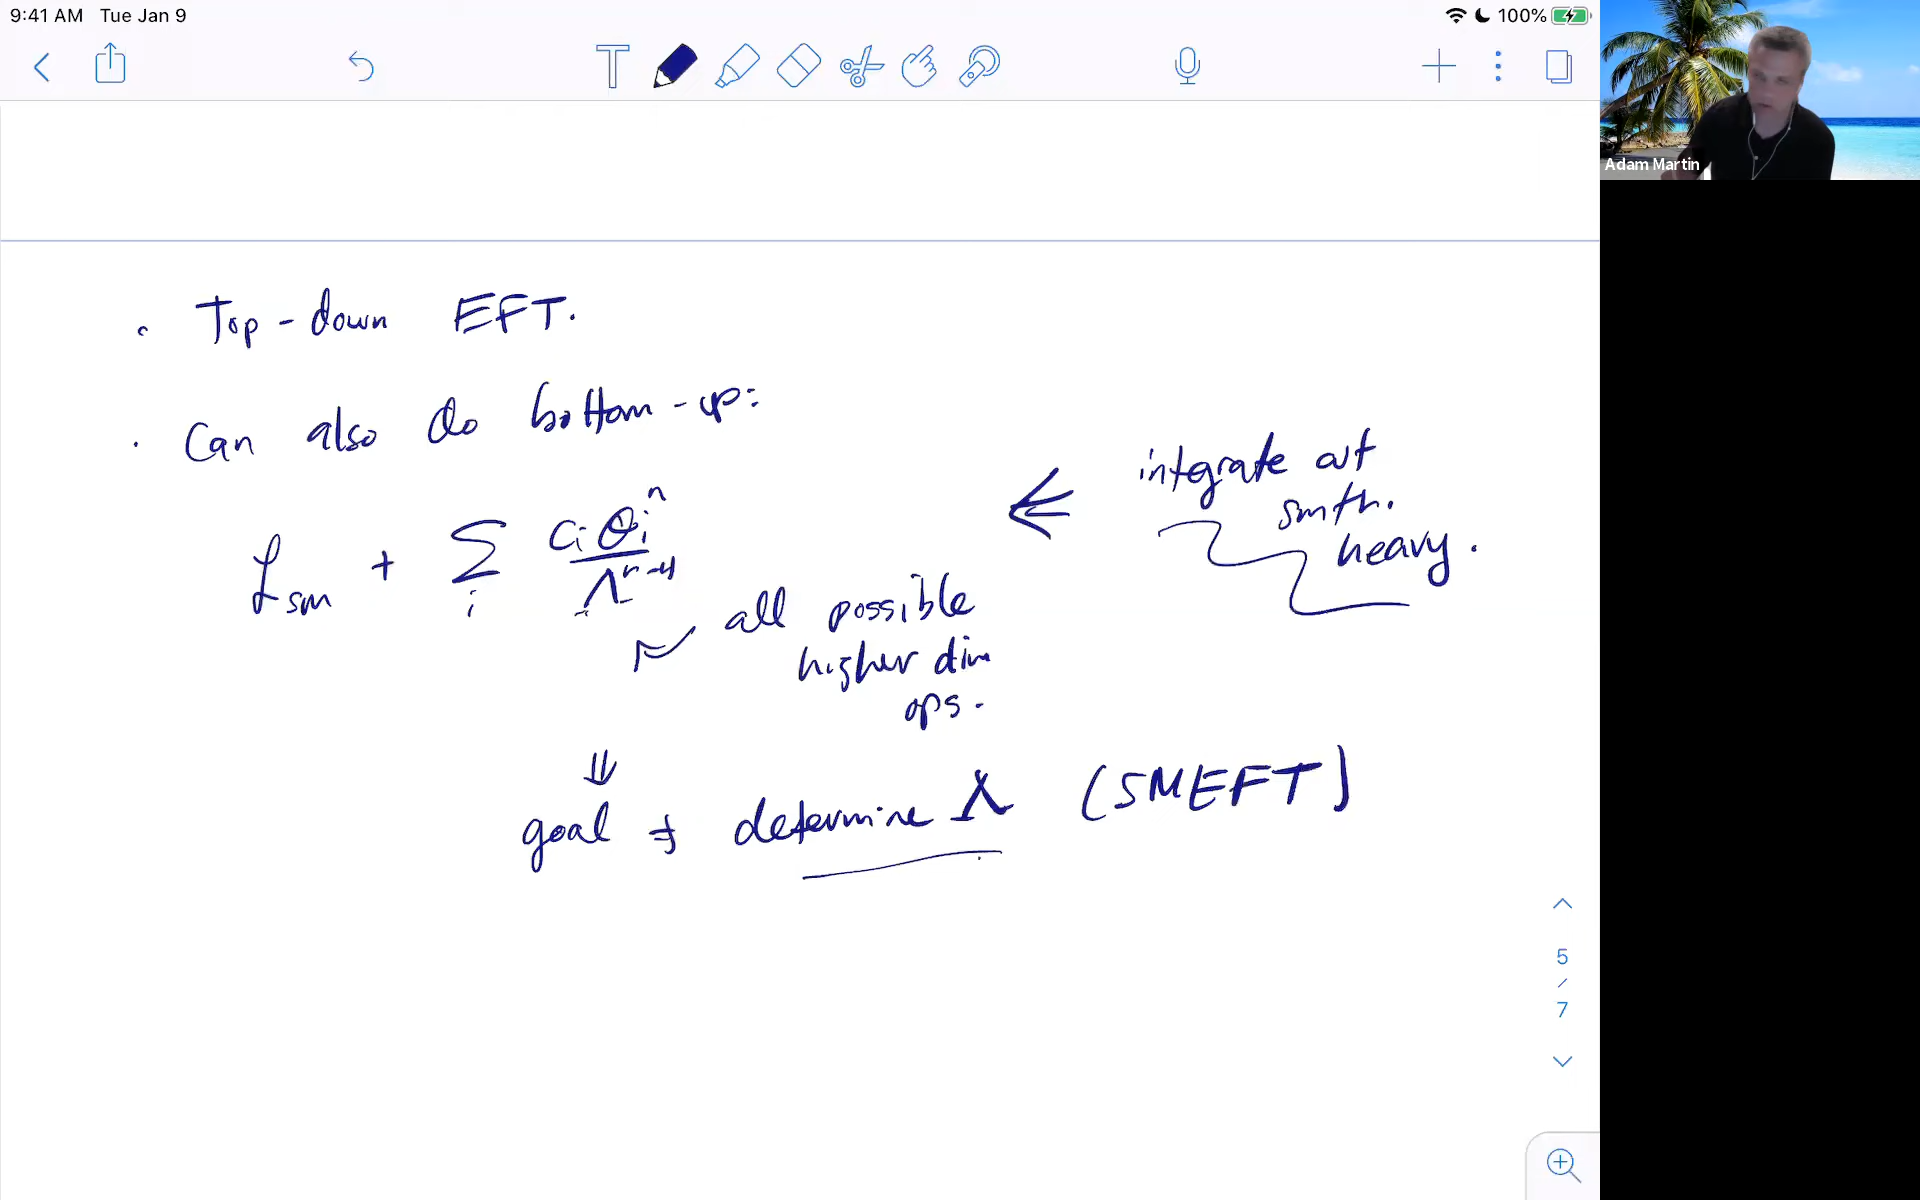 9:41 AM Tue Jan 9
100%
Adam Martin
· Top-down EFT.
· Can also do bottom-up:
integrate out
smth.
heavy.
ℒ_SM + Σ_i c_i O_i^n / Λ^{n-4}
all possible
higher dim
ops.
⇓
goal → determine Λ (SMEFT)
5
/
7